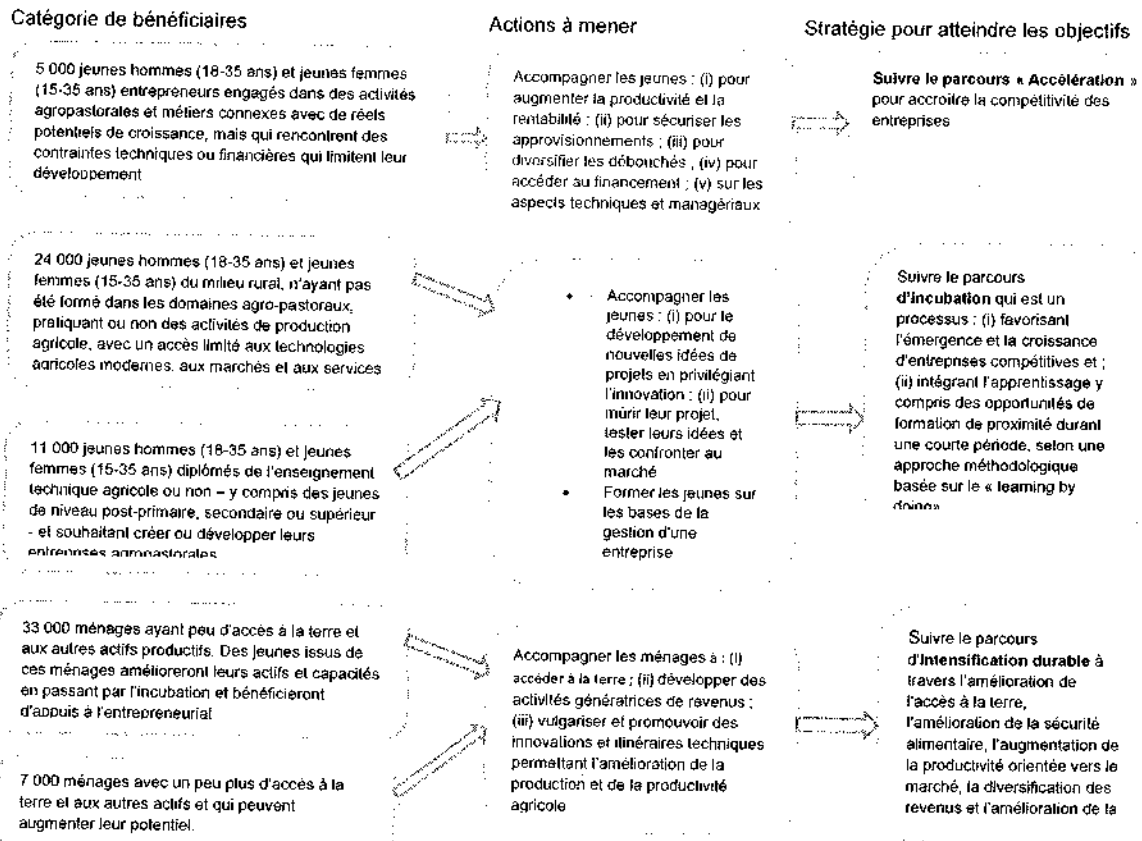 Catégorie de bénéficiaires
Actions à mener
Stratégie pour atteindre les objectifs
5 000 jeunes hommes (18-35 ans) et jeunes femmes
(15-35 ans) entrepreneurs engagés dans des activités
agropastorales et métiers connexes avec de réels
potentiels de croissance, mais qui rencontrent des
contraintes techniques ou financières qui limitent leur
développement
Accompagner les jeunes : (i) pour
augmenter la productivité et la
rentabilité ; (ii) pour sécuriser les
approvisionnements ; (iii) pour
diversifier les débouchés , (iv) pour
accéder au financement ; (v) sur les
aspects techniques et managériaux
Suivre le parcours « Accélération »
pour accroitre la compétitivité des
entreprises
24 000 jeunes hommes (18-35 ans) et jeunes
femmes (15-35 ans) du milieu rural, n'ayant pas
été formé dans les domaines agro-pastoraux,
pratiquant ou non des activités de production
agricole, avec un accès limité aux technologies
agricoles modernes, aux marchés et aux services
11 000 jeunes hommes (18-35 ans) et jeunes
femmes (15-35 ans) diplômés de l'enseignement
technique agricole ou non – y compris des jeunes
de niveau post-primaire, secondaire ou supérieur
- et souhaitant créer ou développer leurs
entreprises agropastorales
• Accompagner les
jeunes : (i) pour le
développement de
nouvelles idées de
projets en privilégiant
l'innovation : (ii) pour
mûrir leur projet,
tester leurs idées et
les confronter au
marché
• Former les jeunes sur
les bases de la
gestion d'une
entreprise
Suivre le parcours
d'incubation qui est un
processus : (i) favorisant
l'émergence et la croissance
d'entreprises compétitives et ;
(ii) intégrant l'apprentissage y
compris des opportunités de
formation de proximité durant
une courte période, selon une
approche méthodologique
basée sur le « learning by
doing»
33 000 ménages ayant peu d'accès à la terre et
aux autres actifs productifs. Des jeunes issus de
ces ménages amélioreront leurs actifs et capacités
en passant par l'incubation et bénéficieront
d'appuis à l'entrepreneuriat
7 000 ménages avec un peu plus d'accès à la
terre et aux autres actifs et qui peuvent
augmenter leur potentiel.
Accompagner les ménages à : (i)
accéder à la terre ; (ii) développer des
activités génératrices de revenus ;
(iii) vulgariser et promouvoir des
innovations et itinéraires techniques
permettant l'amélioration de la
production et de la productivité
agricole
Suivre le parcours
d'Intensification durable à
travers l'amélioration de
l'accès à la terre,
l'amélioration de la sécurité
alimentaire, l'augmentation de
la productivité orientée vers le
marché, la diversification des
revenus et l'amélioration de la